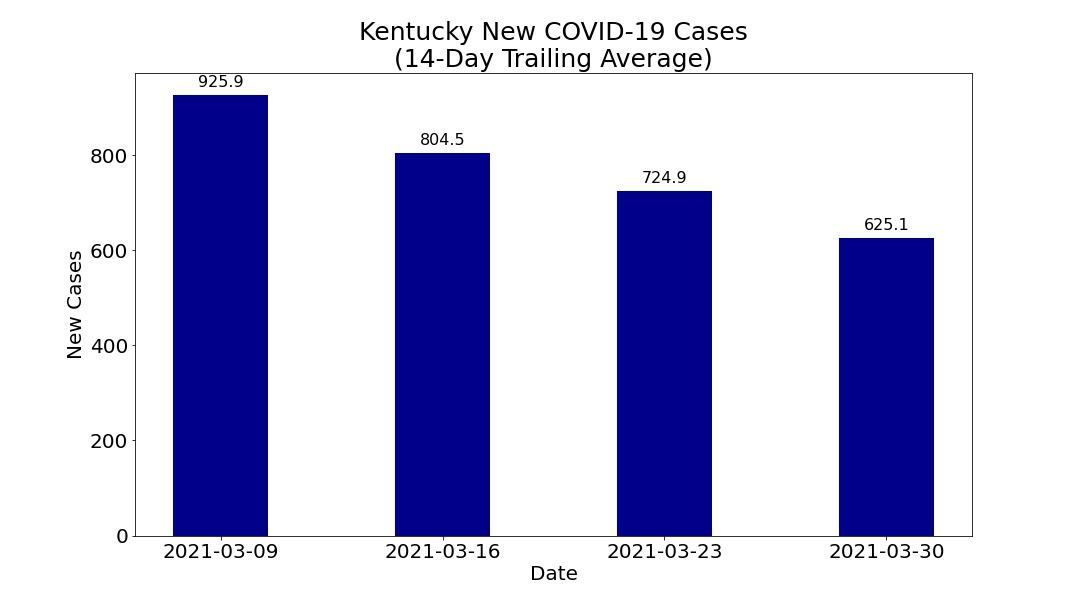 Kentucky New COVID-19 Cases
(14-Day Trailing Average)
925.9
804.5
724.9
625.1
800
600
400
200
0
New Cases
2021-03-09 2021-03-16 2021-03-23 2021-03-30
Date